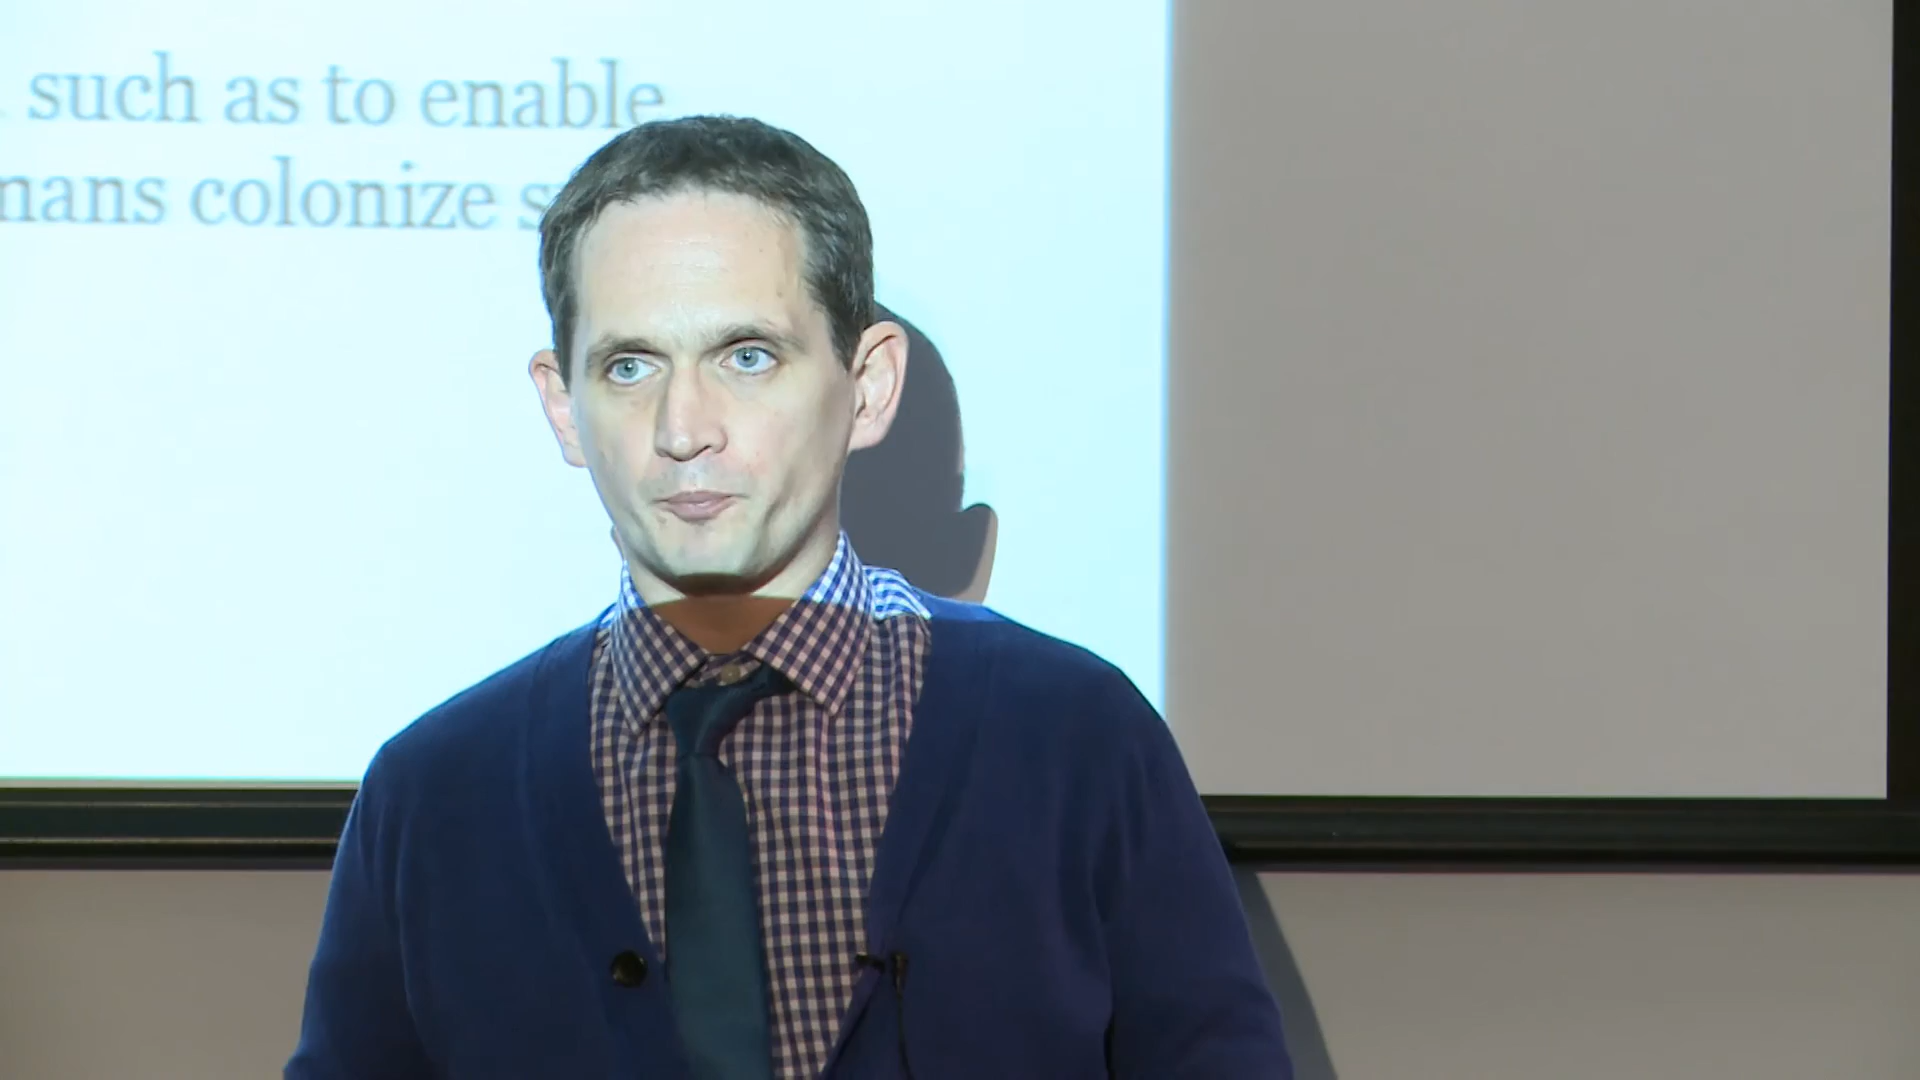 such as to enable
mans colonize s